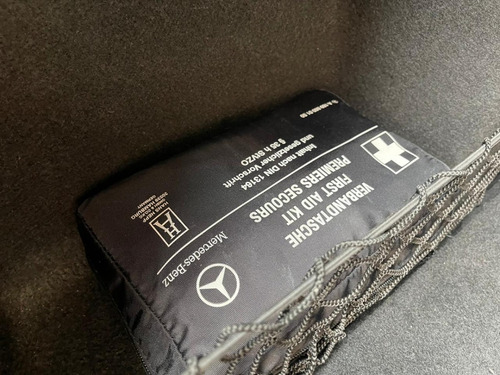 VERBANDTASCHE
FIRST AID KIT
PREMIERS SECOURS
Inhalt nach DIN 13164
und gesetzlicher Vorschrift
§ 35 h StVZO
Mercedes-Benz